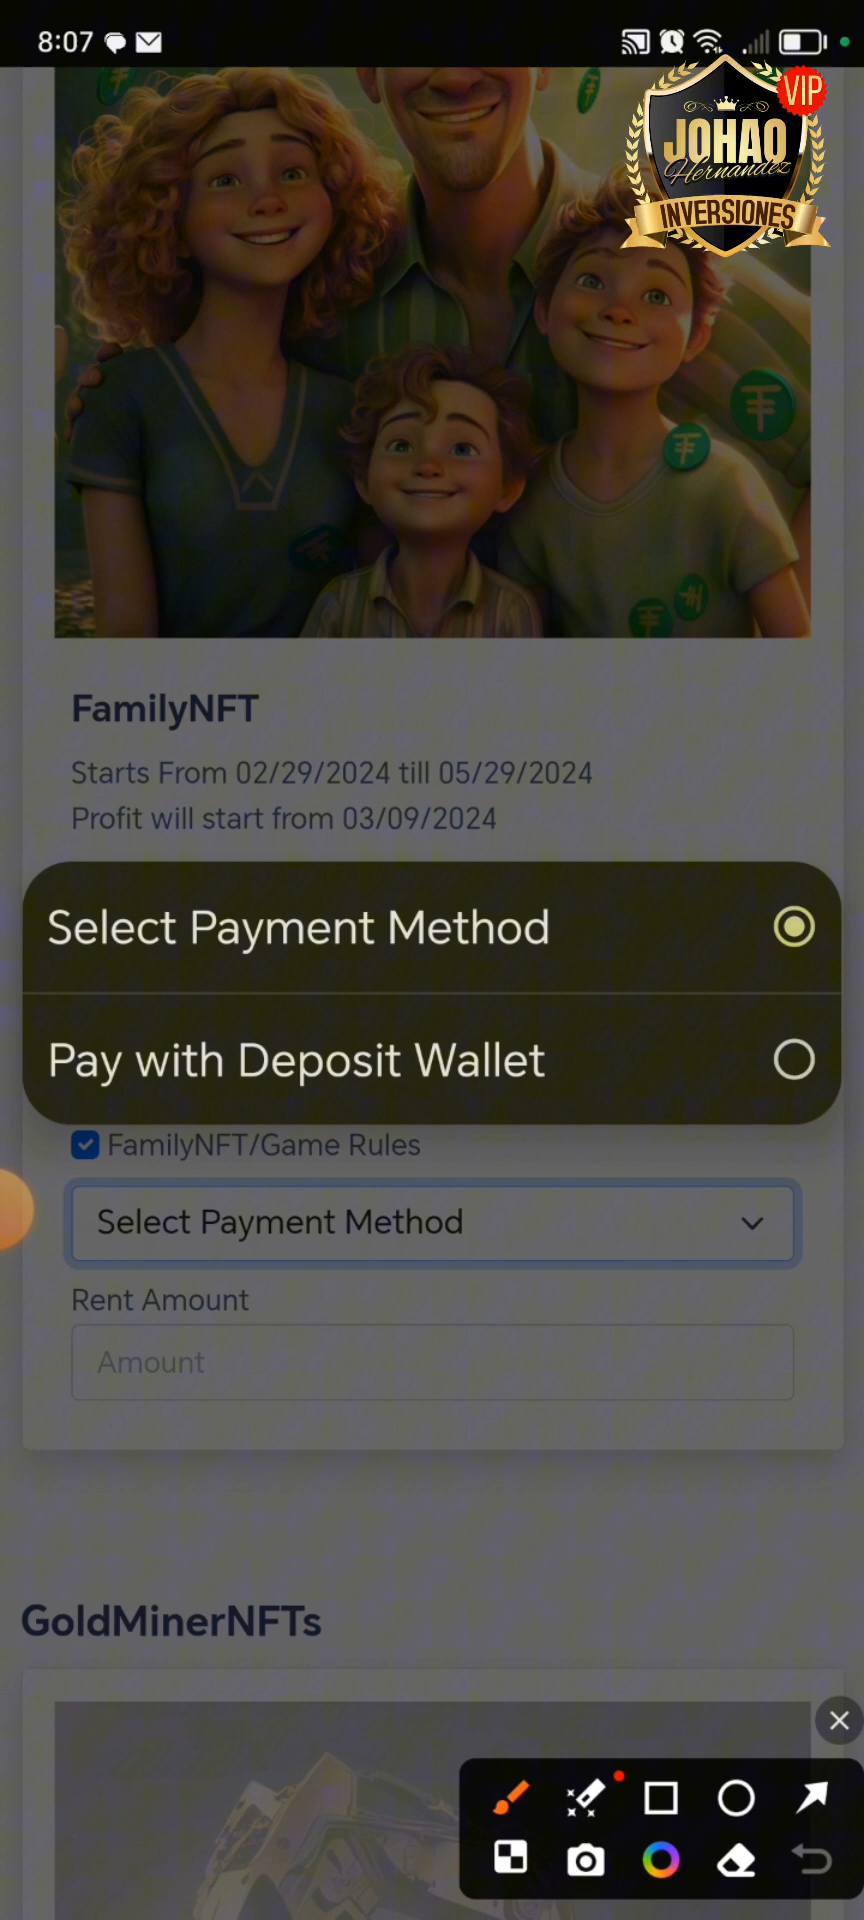 8:07
VIP
JOHAO
Hernandez
INVERSIONES
FamilyNFT
Starts From 02/29/2024 till 05/29/2024
Profit will start from 03/09/2024
Select Payment Method
Pay with Deposit Wallet
FamilyNFT/Game Rules
Select Payment Method
Rent Amount
Amount
GoldMinerNFTs